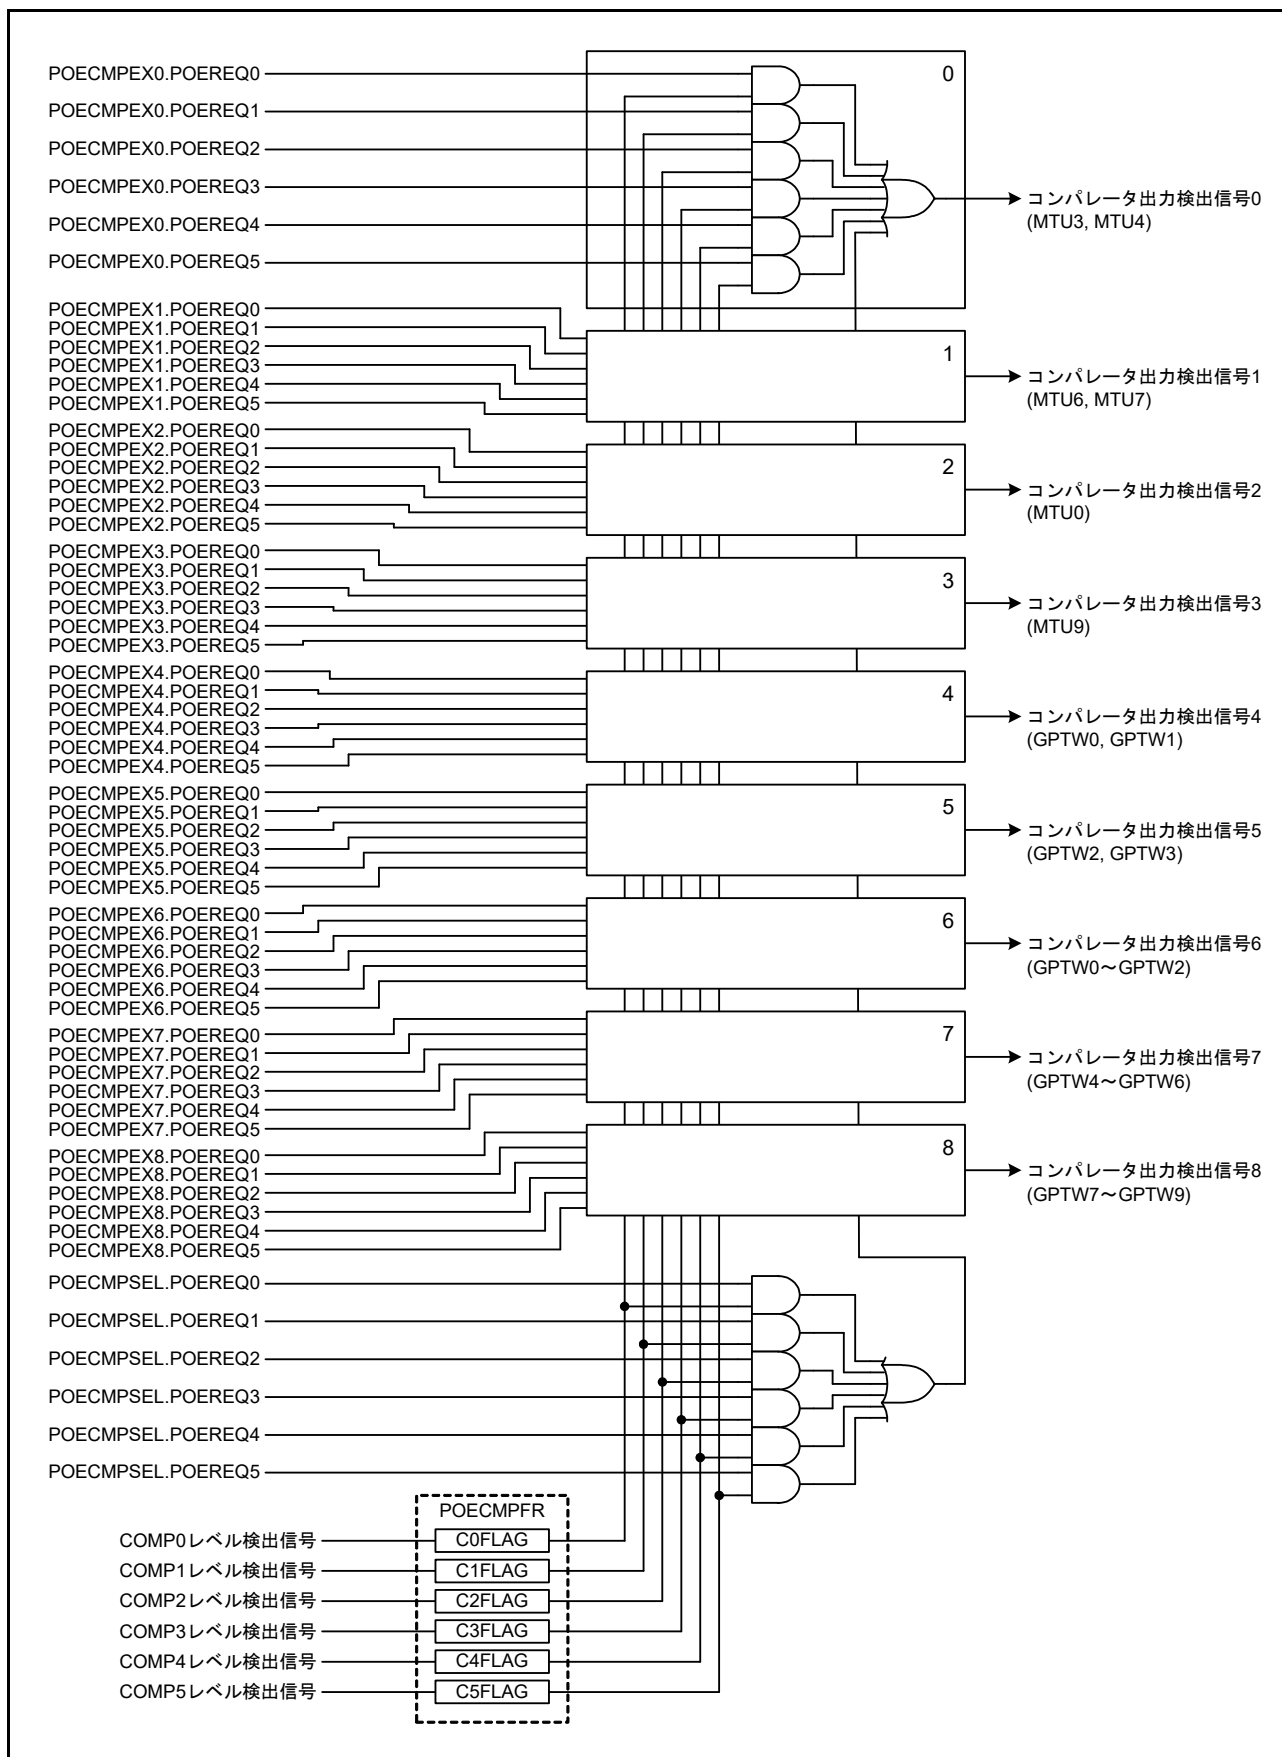 POECMPEX0.POEREQ0
0
POECMPEX0.POEREQ1
POECMPEX0.POEREQ2
POECMPEX0.POEREQ3
コンパレータ出力検出信号0
(MTU3, MTU4)
POECMPEX0.POEREQ4
POECMPEX0.POEREQ5
POECMPEX1.POEREQ0
POECMPEX1.POEREQ1
POECMPEX1.POEREQ2
POECMPEX1.POEREQ3
POECMPEX1.POEREQ4
POECMPEX1.POEREQ5
1
コンパレータ出力検出信号1
(MTU6, MTU7)
POECMPEX2.POEREQ0
POECMPEX2.POEREQ1
POECMPEX2.POEREQ2
POECMPEX2.POEREQ3
POECMPEX2.POEREQ4
POECMPEX2.POEREQ5
2
コンパレータ出力検出信号2
(MTU0)
POECMPEX3.POEREQ0
POECMPEX3.POEREQ1
POECMPEX3.POEREQ2
POECMPEX3.POEREQ3
POECMPEX3.POEREQ4
POECMPEX3.POEREQ5
3
コンパレータ出力検出信号3
(MTU9)
POECMPEX4.POEREQ0
POECMPEX4.POEREQ1
POECMPEX4.POEREQ2
POECMPEX4.POEREQ3
POECMPEX4.POEREQ4
POECMPEX4.POEREQ5
4
コンパレータ出力検出信号4
(GPTW0, GPTW1)
POECMPEX5.POEREQ0
POECMPEX5.POEREQ1
POECMPEX5.POEREQ2
POECMPEX5.POEREQ3
POECMPEX5.POEREQ4
POECMPEX5.POEREQ5
5
コンパレータ出力検出信号5
(GPTW2, GPTW3)
POECMPEX6.POEREQ0
POECMPEX6.POEREQ1
POECMPEX6.POEREQ2
POECMPEX6.POEREQ3
POECMPEX6.POEREQ4
POECMPEX6.POEREQ5
6
コンパレータ出力検出信号6
(GPTW0～GPTW2)
POECMPEX7.POEREQ0
POECMPEX7.POEREQ1
POECMPEX7.POEREQ2
POECMPEX7.POEREQ3
POECMPEX7.POEREQ4
POECMPEX7.POEREQ5
7
コンパレータ出力検出信号7
(GPTW4～GPTW6)
POECMPEX8.POEREQ0
POECMPEX8.POEREQ1
POECMPEX8.POEREQ2
POECMPEX8.POEREQ3
POECMPEX8.POEREQ4
POECMPEX8.POEREQ5
8
コンパレータ出力検出信号8
(GPTW7～GPTW9)
POECMPSEL.POEREQ0
POECMPSEL.POEREQ1
POECMPSEL.POEREQ2
POECMPSEL.POEREQ3
POECMPSEL.POEREQ4
POECMPSEL.POEREQ5
POECMPFR
COMP0レベル検出信号 C0FLAG
COMP1レベル検出信号 C1FLAG
COMP2レベル検出信号 C2FLAG
COMP3レベル検出信号 C3FLAG
COMP4レベル検出信号 C4FLAG
COMP5レベル検出信号 C5FLAG